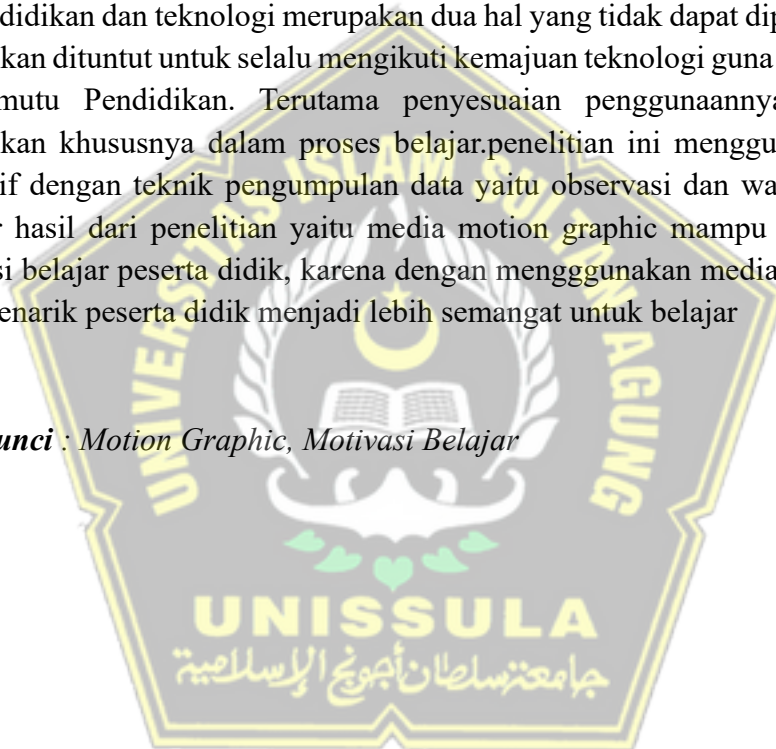 didikan dan teknologi merupakan dua hal yang tidak dapat dip
kan dituntut untuk selalu mengikuti kemajuan teknologi guna
mutu Pendidikan. Terutama penyesuaian penggunaannya
kan khususnya dalam proses belajar.penelitian ini menggu
if dengan teknik pengumpulan data yaitu observasi dan wa
r hasil dari penelitian yaitu media motion graphic mampu
si belajar peserta didik, karena dengan mengggunakan media
enarik peserta didik menjadi lebih semangat untuk belajar
unci : Motion Graphic, Motivasi Belajar
UNIVERSITAS ISLAM SULTAN AGUNG
UNISSULA
جامعتنسلطان أجونج الإسلامية